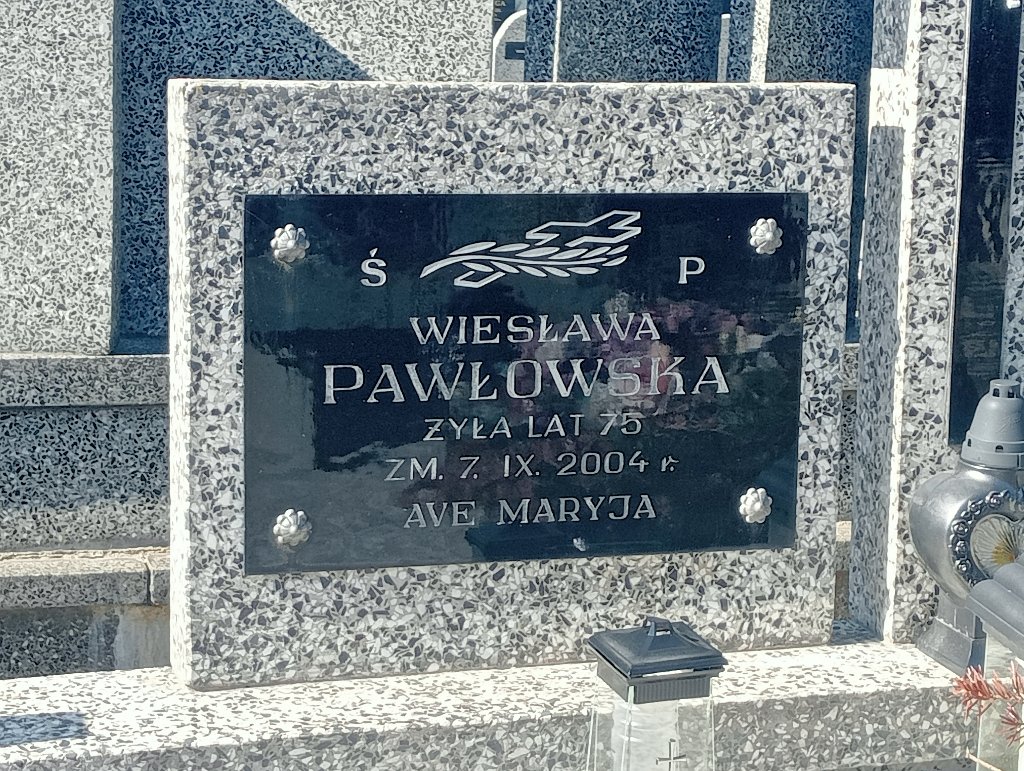 Ś P
WIESŁAWA
PAWŁOWSKA
ŻYŁA LAT 75
ZM. 7. IX. 2004 r.
AVE MARYJA